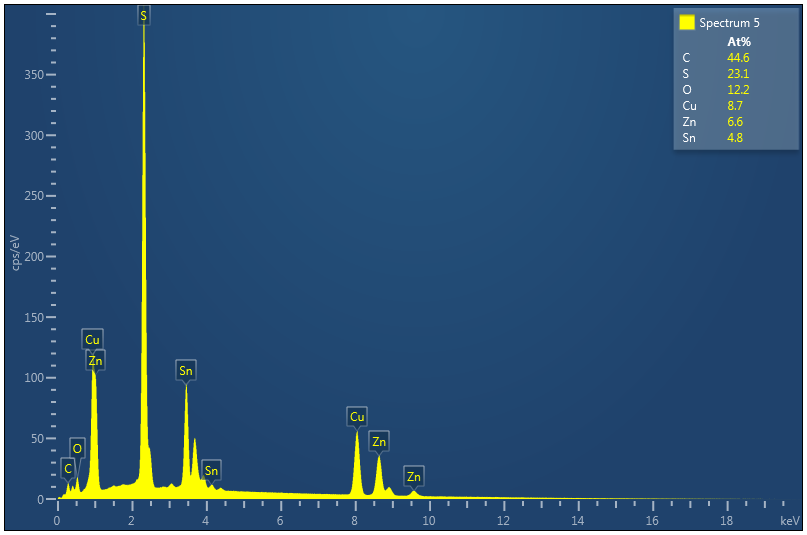 Spectrum 5
At%
C 44.6
S 23.1
O 12.2
Cu 8.7
Zn 6.6
Sn 4.8
S
350
300
250
cps/eV
200
150
Cu
Zn
Sn
100
Cu
O
Zn
50
C
Sn
Zn
0
0 2 4 6 8 10 12 14 16 18 keV